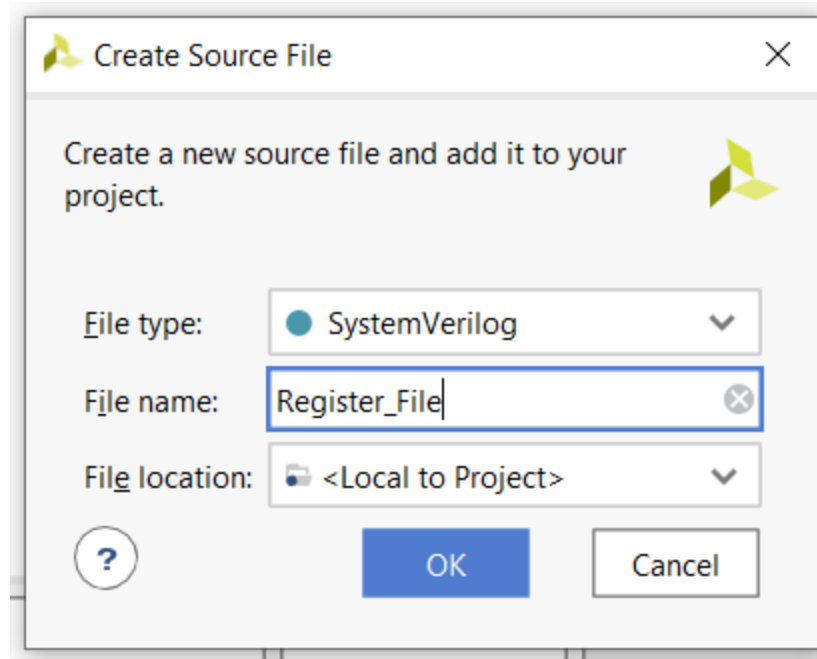 Create Source File
Create a new source file and add it to your
project.
File type: SystemVerilog
File name: Register_File
File location: <Local to Project>
? OK Cancel